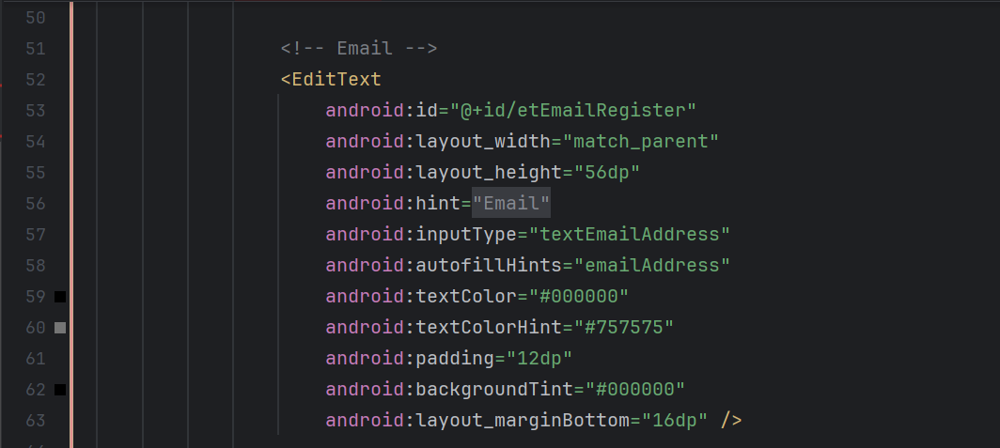 50
51 <!-- Email -->
52 <EditText
53 android:id="@+id/etEmailRegister"
54 android:layout_width="match_parent"
55 android:layout_height="56dp"
56 android:hint="Email"
57 android:inputType="textEmailAddress"
58 android:autofillHints="emailAddress"
59 android:textColor="#000000"
60 android:textColorHint="#757575"
61 android:padding="12dp"
62 android:backgroundTint="#000000"
63 android:layout_marginBottom="16dp" />